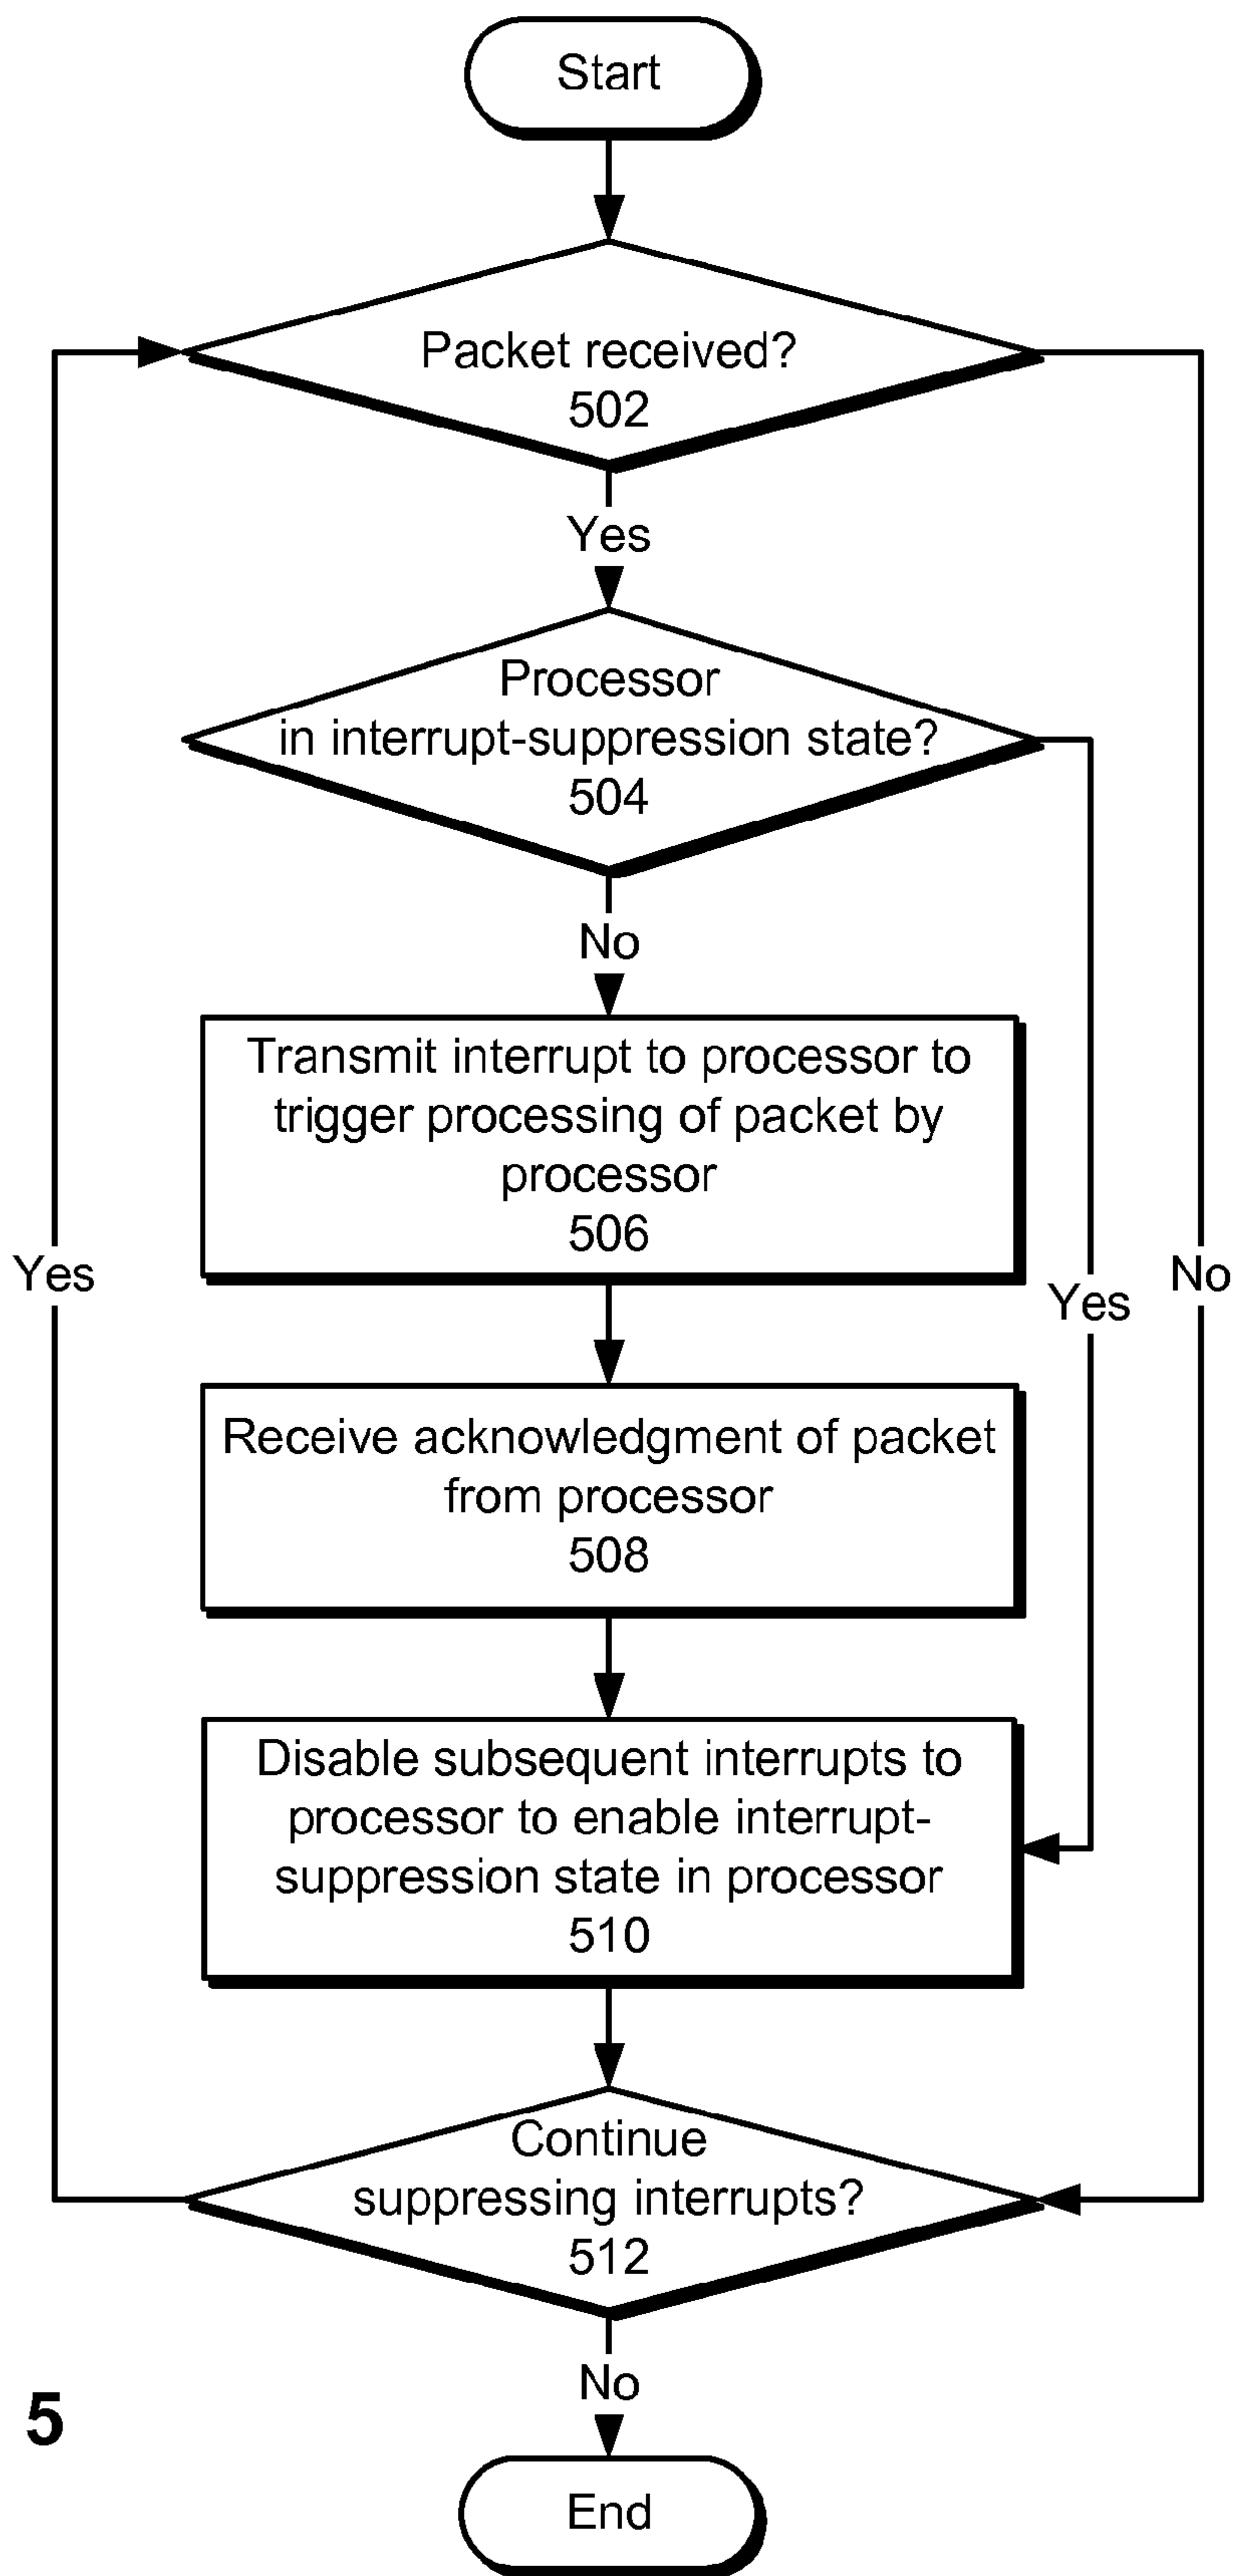 Start
Packet received?
502
Yes
Processor
in interrupt-suppression state?
504
No
Transmit interrupt to processor to
trigger processing of packet by
processor
506
Yes
Yes
No
Receive acknowledgment of packet
from processor
508
Disable subsequent interrupts to
processor to enable interrupt-
suppression state in processor
510
Continue
suppressing interrupts?
512
No
5
End